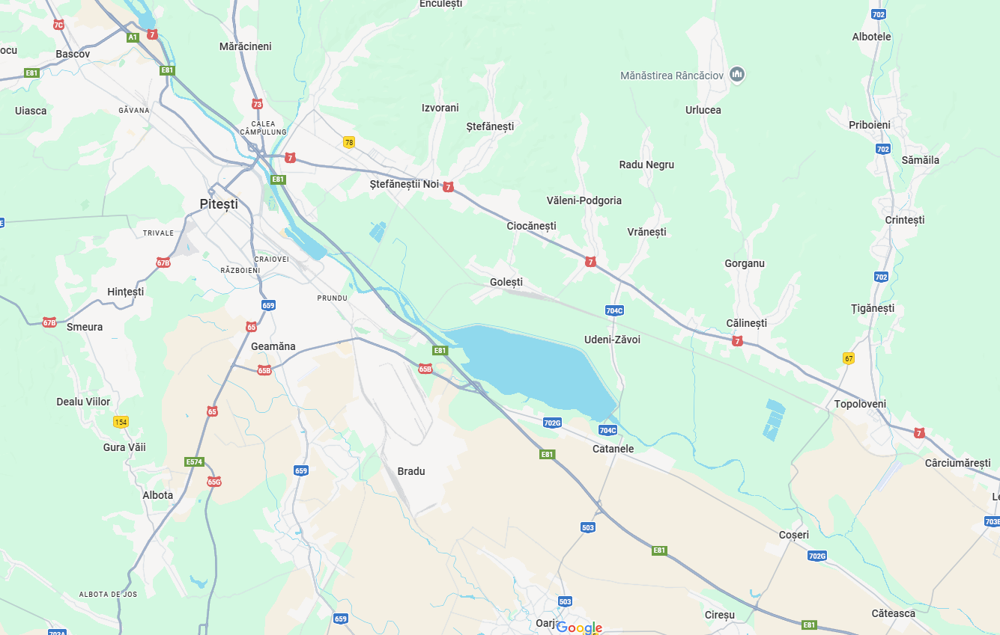 Enculești
702
7C
7
A1
Albotele
Mărăcineni
ocu
Bascov
E81
E81
Mănăstirea Râncăciov
73
Uiasca
GĂVANA
Izvorani
Urlucea
CALEA
CÂMPULUNG
Ștefănești
Priboieni
78
702
7
Radu Negru
Sămăila
E81
Ștefăneștii Noi
7
Pitești
Văleni-Podgoria
Crintești
E
Ciocănești
TRIVALE
Vrănești
CRAIOVEI
67B
7
Gorganu
RĂZBOIENI
702
Golești
Hințești
PRUNDU
659
704C
Țigănești
67B
Smeura
65
Călinești
Udeni-Zăvoi
7
Geamăna
E81
67
65B
65B
Dealu Viilor
Topoloveni
65
154
702G
704C
7
Gura Văii
Catanele
E81
E574
Cârciumărești
659
Bradu
65G
Albota
Le
703B
503
Coșeri
E81
702G
ALBOTA DE JOS
503
Cireșu
Căteasca
659
Oarja
Google
E81
703A